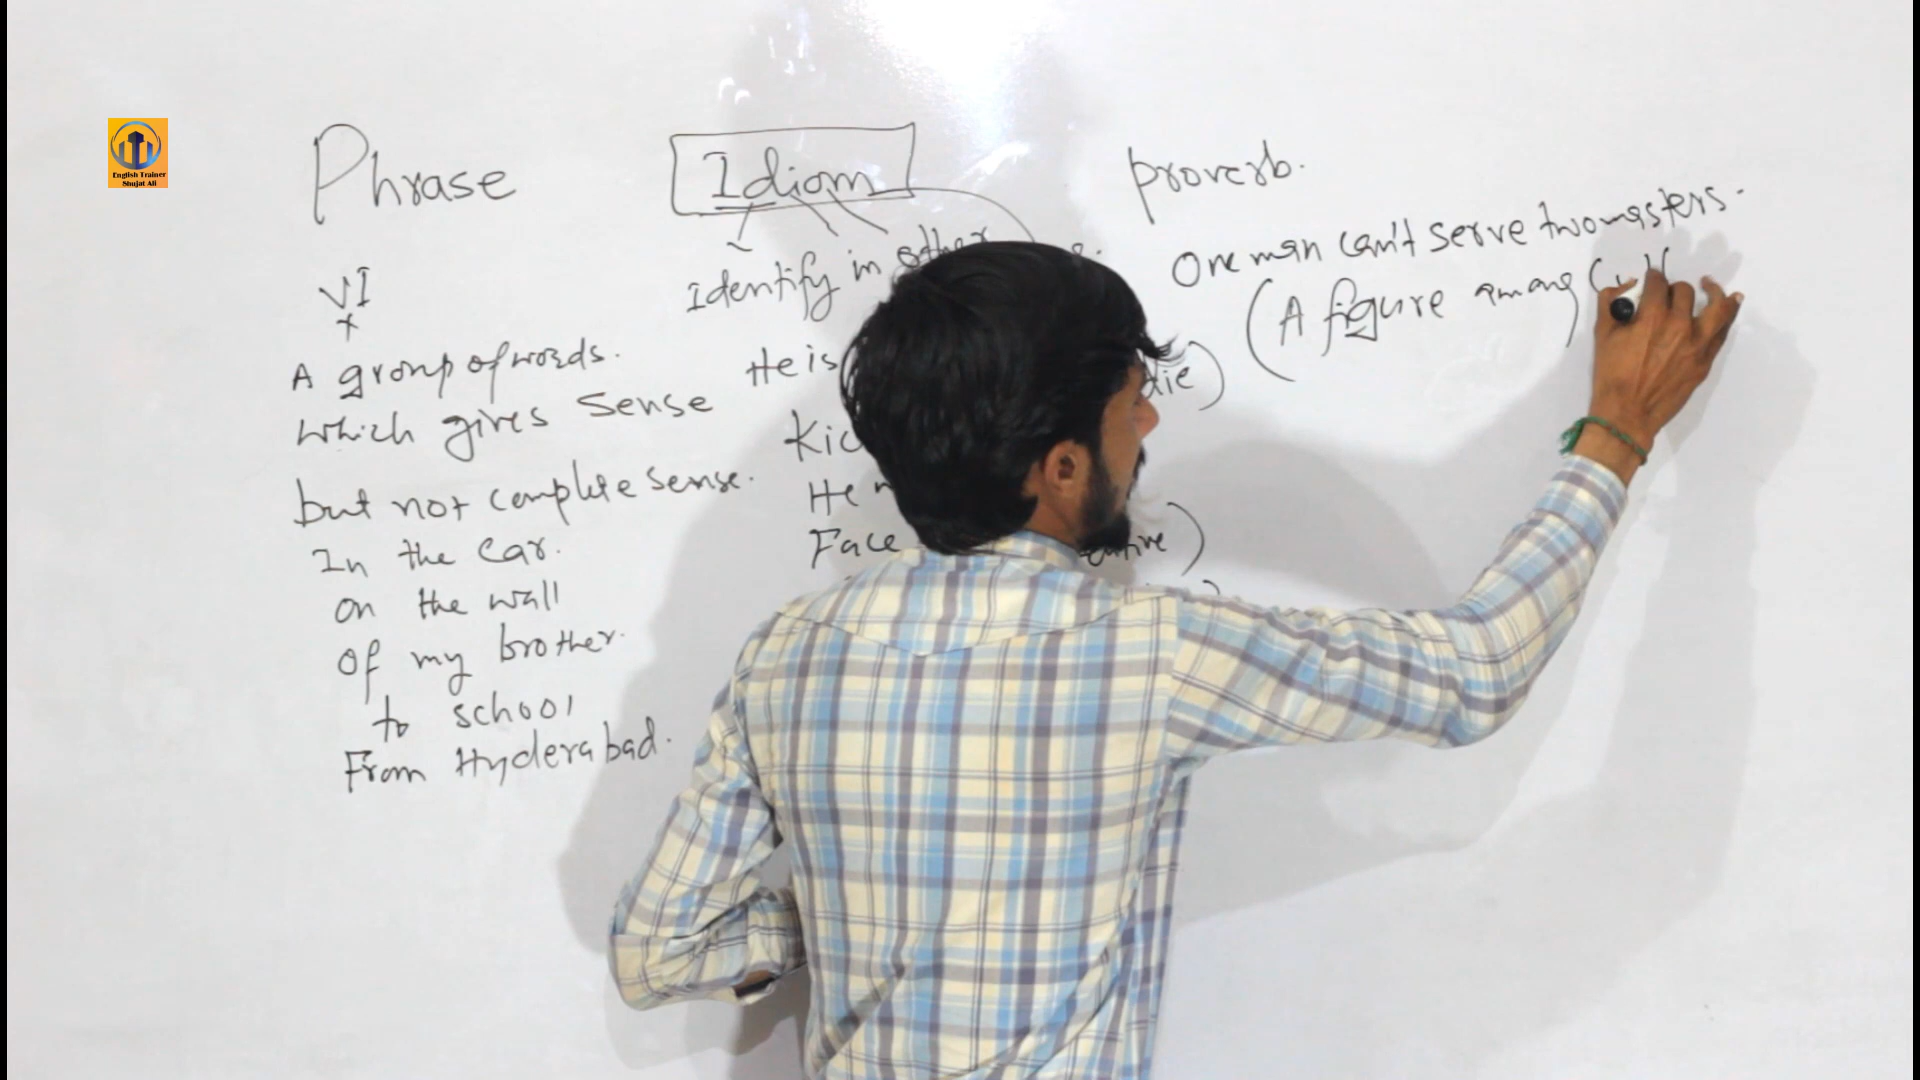 English Trainer
Shujat Ali
Phrase
VI
x
A group of words.
which gives Sense
but not complete sense.
In the car.
on the wall
of my brother.
to school
From Hyderabad.
Idiom
Identify in other
He is
die)
Kic
He
Face
)
proverb.
One man can't serve two masters.
(A figure among